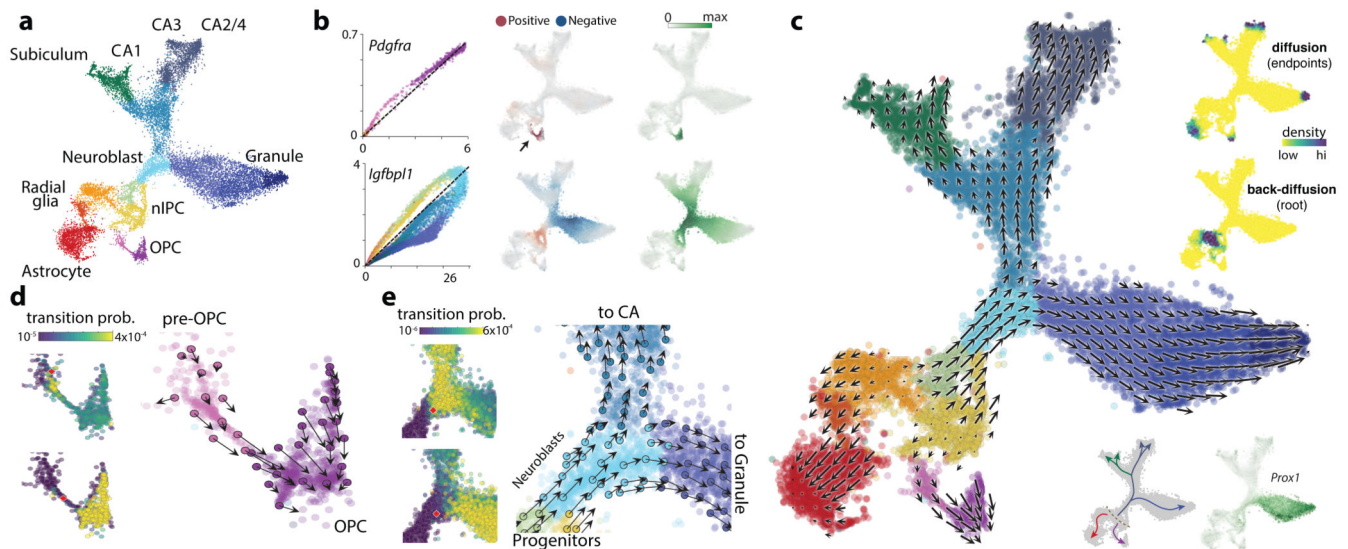 a
CA3 CA2/4
CA1
Subiculum
Neuroblast
Granule
Radial
glia
nIPC
OPC
Astrocyte
b
Positive Negative
0 max
0.7
Pdgfra
0
0 6
4
Igfbpl1
0
0 26
c
diffusion
(endpoints)
density
low hi
back-diffusion
(root)
Prox1
d
transition prob.
10-5 4x10-4
pre-OPC
OPC
e
transition prob.
10-6 6x10-4
to CA
Neuroblasts
to Granule
Progenitors